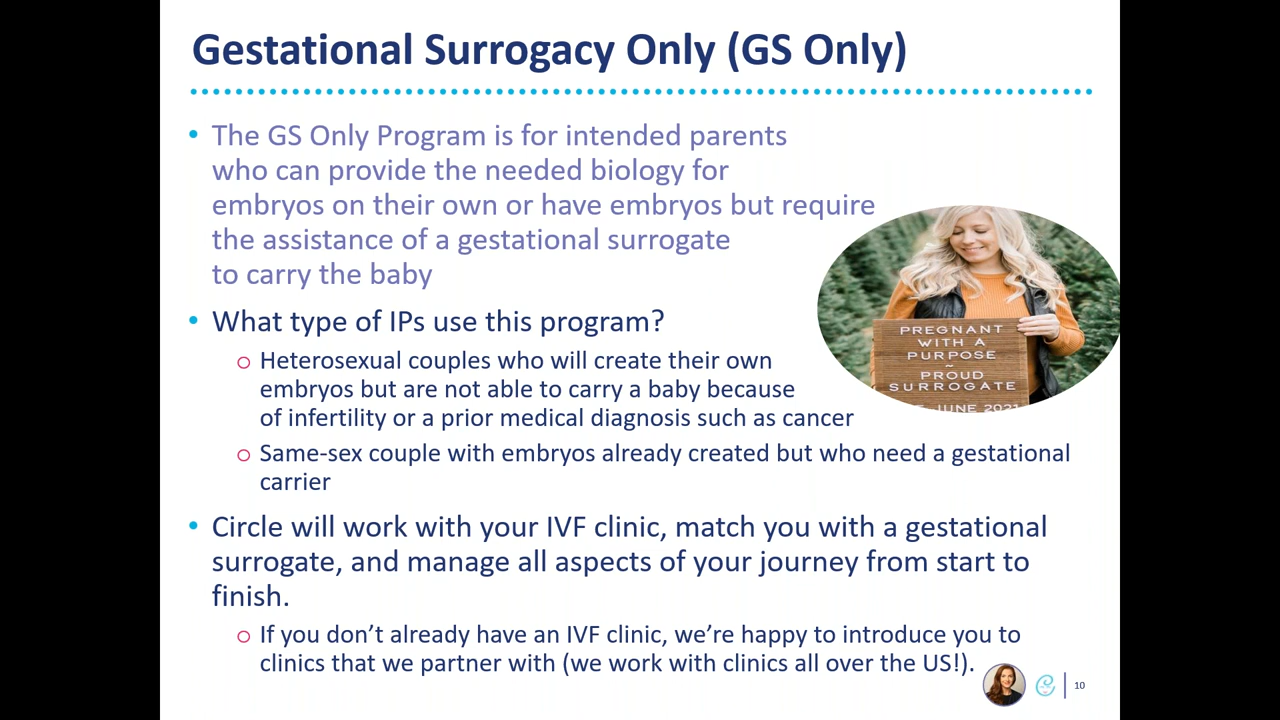 Gestational Surrogacy Only (GS Only)
• The GS Only Program is for intended parents
who can provide the needed biology for
embryos on their own or have embryos but require
the assistance of a gestational surrogate
to carry the baby
• What type of IPs use this program?
o Heterosexual couples who will create their own
embryos but are not able to carry a baby because
of infertility or a prior medical diagnosis such as cancer
o Same-sex couple with embryos already created but who need a gestational
carrier
PREGNANT
WITH A
PURPOSE
~
PROUD
SURROGATE
JUNE 2021
• Circle will work with your IVF clinic, match you with a gestational
surrogate, and manage all aspects of your journey from start to
finish.
o If you don’t already have an IVF clinic, we’re happy to introduce you to
clinics that we partner with (we work with clinics all over the US!).
10